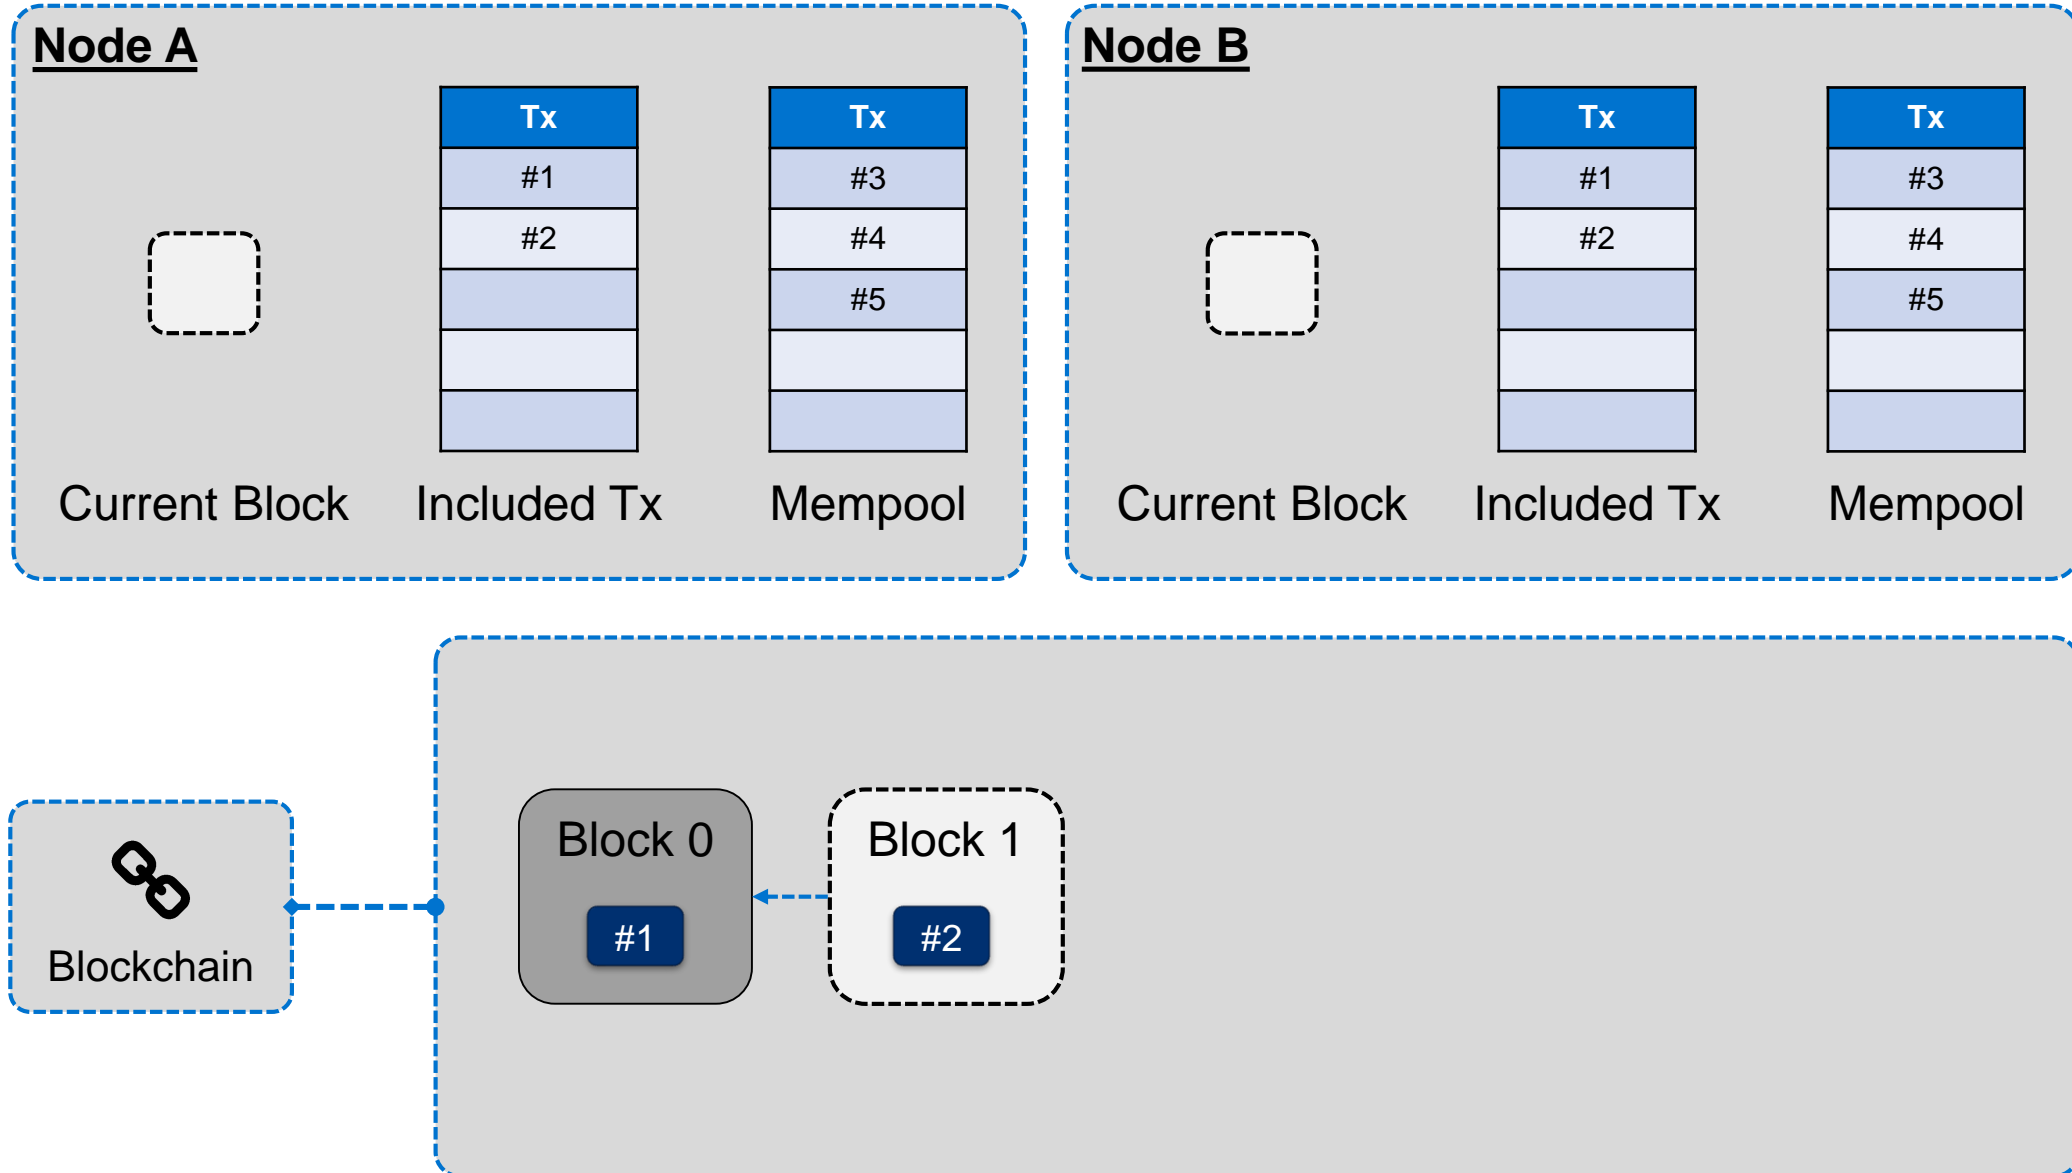 Node A
Tx
#1
#2
Tx
#3
#4
#5
Current Block
Included Tx
Mempool
Node B
Tx
#1
#2
Tx
#3
#4
#5
Current Block
Included Tx
Mempool
Blockchain
Block 0
#1
Block 1
#2